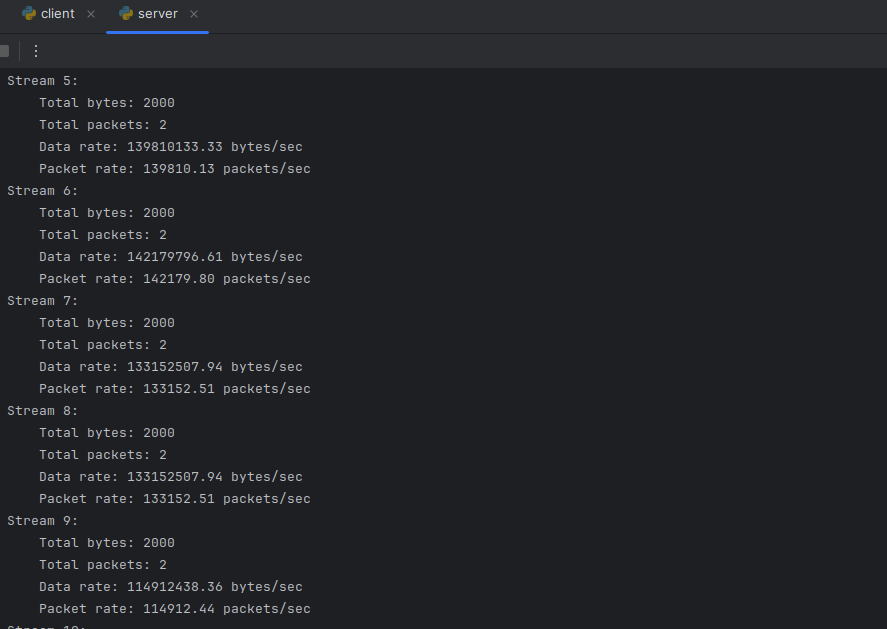 client
server
Stream 5:
Total bytes: 2000
Total packets: 2
Data rate: 139810133.33 bytes/sec
Packet rate: 139810.13 packets/sec
Stream 6:
Total bytes: 2000
Total packets: 2
Data rate: 142179796.61 bytes/sec
Packet rate: 142179.80 packets/sec
Stream 7:
Total bytes: 2000
Total packets: 2
Data rate: 133152507.94 bytes/sec
Packet rate: 133152.51 packets/sec
Stream 8:
Total bytes: 2000
Total packets: 2
Data rate: 133152507.94 bytes/sec
Packet rate: 133152.51 packets/sec
Stream 9:
Total bytes: 2000
Total packets: 2
Data rate: 114912438.36 bytes/sec
Packet rate: 114912.44 packets/sec
Stream 10: